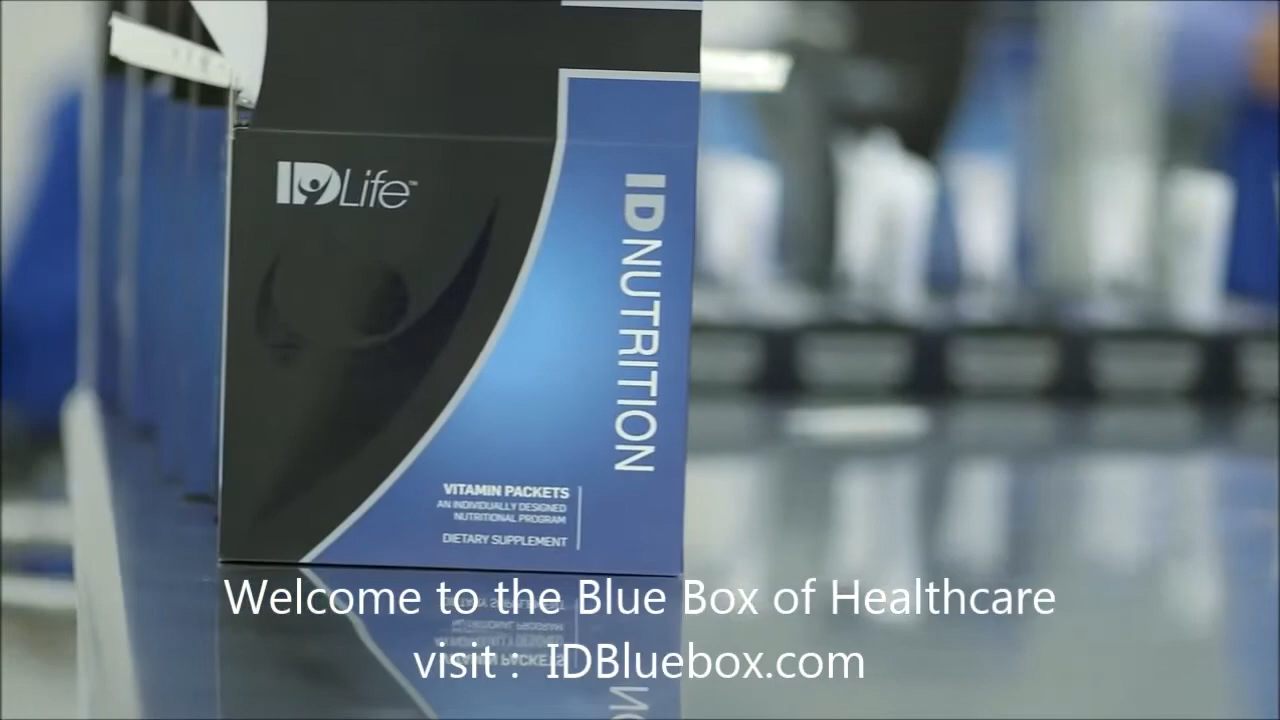 IDLife™
ID NUTRITION
VITAMIN PACKETS
AN INDIVIDUALLY DESIGNED
NUTRITIONAL PROGRAM
DIETARY SUPPLEMENT
Welcome to the Blue Box of Healthcare
visit : IDBluebox.com